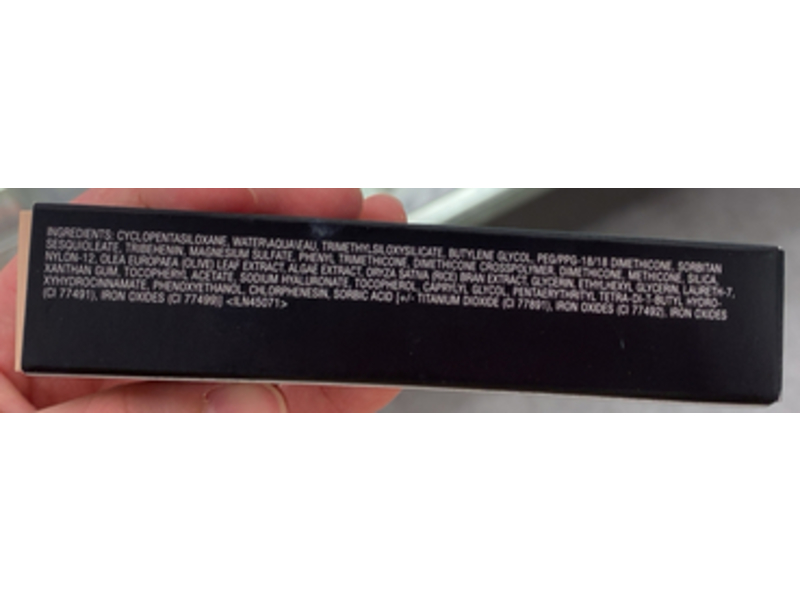 INGREDIENTS: CYCLOPENTASILOXANE, WATER\AQUA\EAU, TRIMETHYLSILOXYSILICATE, BUTYLENE GLYCOL, PEG/PPG-18/18 DIMETHICONE, SORBITAN
SESQUIOLEATE, TRIBEHENIN, MAGNESIUM SULFATE, PHENYL TRIMETHICONE, DIMETHICONE CROSSPOLYMER, DIMETHICONE, METHICONE, SILICA,
NYLON-12, OLEA EUROPAEA (OLIVE) LEAF EXTRACT, ALGAE EXTRACT, ORYZA SATIVA (RICE) BRAN EXTRACT, GLYCERIN, ETHYLHEXYL GLYCERIN, LAURETH-7,
XANTHAN GUM, TOCOPHERYL ACETATE, SODIUM HYALURONATE, TOCOPHEROL, CAPRYLYL GLYCOL, PENTAERYTHRITYL TETRA-DI-T-BUTYL HYDRO-
XYHYDROCINNAMATE, PHENOXYETHANOL, CHLORPHENESIN, SORBIC ACID [+/- TITANIUM DIOXIDE (CI 77891), IRON OXIDES (CI 77492), IRON OXIDES
(CI 77491), IRON OXIDES (CI 77499)] <ILN45071>